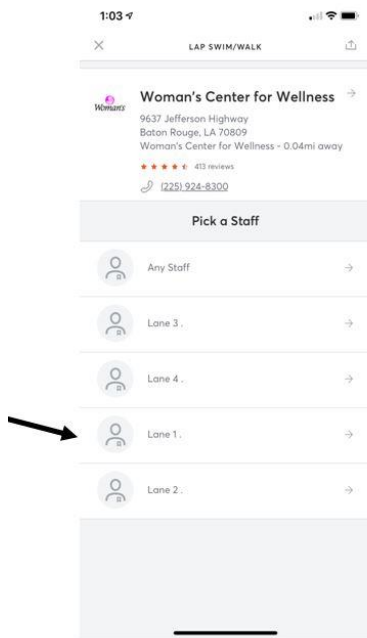 1:03
LAP SWIM/WALK
Woman's
Woman's Center for Wellness
9637 Jefferson Highway
Baton Rouge, LA 70809
Woman's Center for Wellness - 0.04mi away
413 reviews
(225) 924-8300
Pick a Staff
Any Staff
Lane 3 .
Lane 4 .
Lane 1 .
Lane 2 .